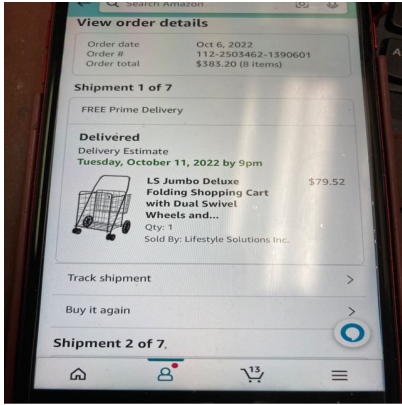 Search Amazon
View order details
Order date Oct 6, 2022
Order # 112-2503462-1390601
Order total $383.20 (8 items)
Shipment 1 of 7
FREE Prime Delivery
Delivered
Delivery Estimate
Tuesday, October 11, 2022 by 9pm
LS Jumbo Deluxe $79.52
Folding Shopping Cart
with Dual Swivel
Wheels and...
Qty: 1
Sold By: Lifestyle Solutions Inc.
Track shipment
Buy it again
Shipment 2 of 7
13